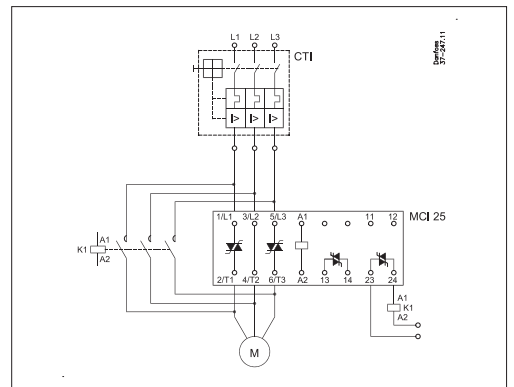 L1 L2 L3
CTI
Danfoss
37-247.11
I> I> I>
1/L1 3/L2 5/L3 A1 11 12
MCI 25
A1
K1
A2
2/T1 4/T2 6/T3 A2 13 14 23 24
A1
K1
A2
M